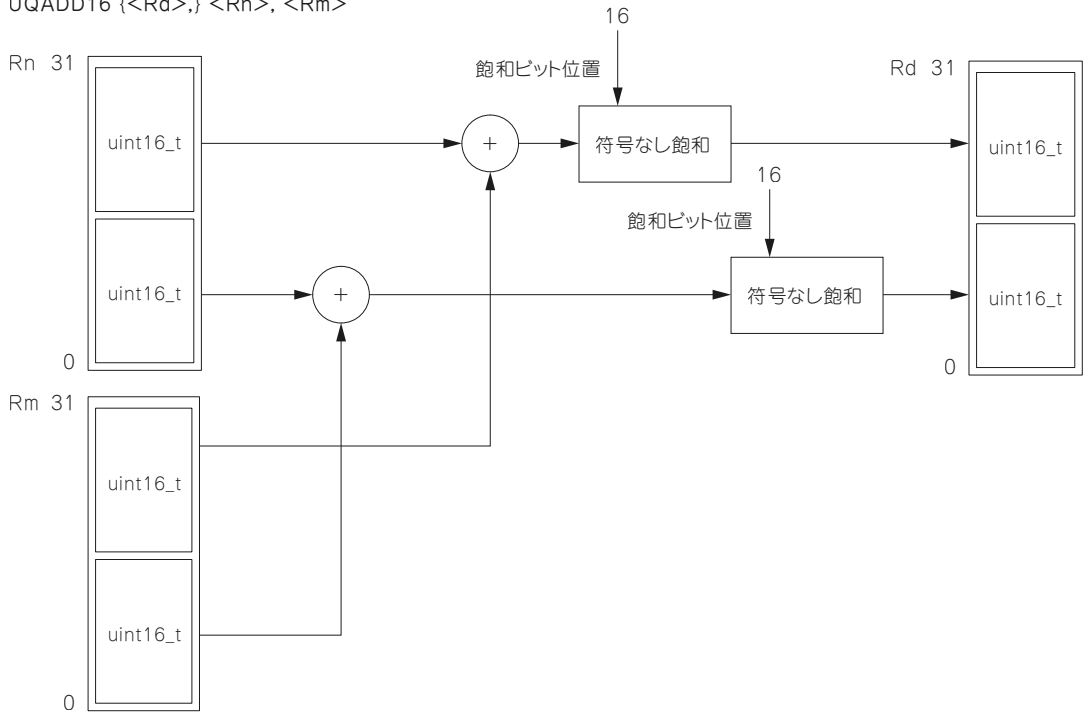 UQADD16 {<Rd>,} <Rn>, <Rm>
16
Rn 31
飽和ビット位置
Rd 31
uint16_t
+
符号なし飽和
uint16_t
16
飽和ビット位置
uint16_t
+
符号なし飽和
uint16_t
0
0
Rm 31
uint16_t
uint16_t
0